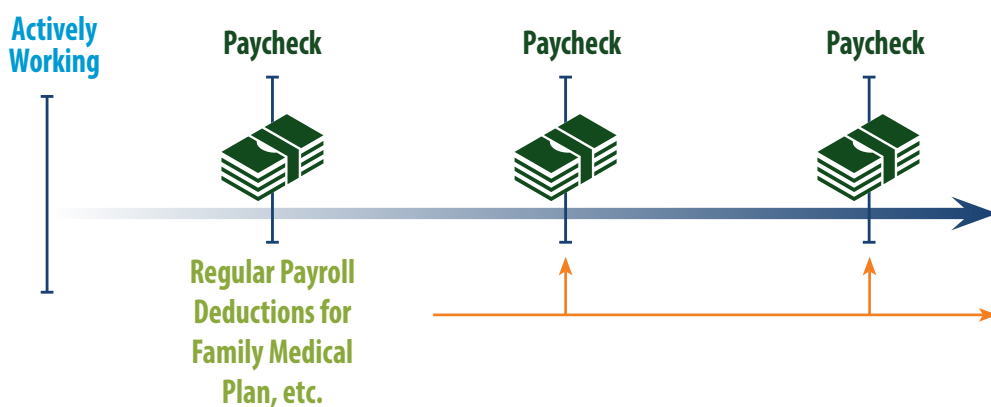 Actively
Working
Paycheck
Paycheck
Paycheck
Regular Payroll
Deductions for
Family Medical
Plan, etc.